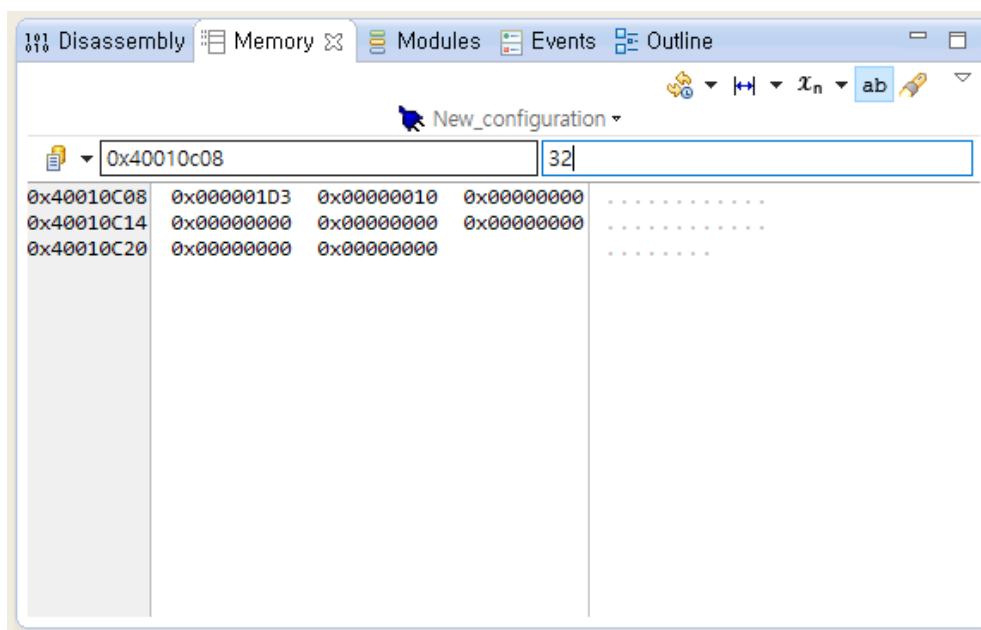 Disassembly Memory Modules Events Outline
xn ab
New_configuration
0x40010c08 32
0x40010C08 0x000001D3 0x00000010 0x00000000 ............
0x40010C14 0x00000000 0x00000000 0x00000000 ............
0x40010C20 0x00000000 0x00000000 ........